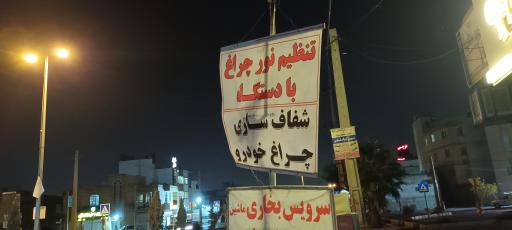 تنظیم نور چراغ
با دستگاه
شفاف سازی
چراغ خودرو
سرویس بخاری ماشین